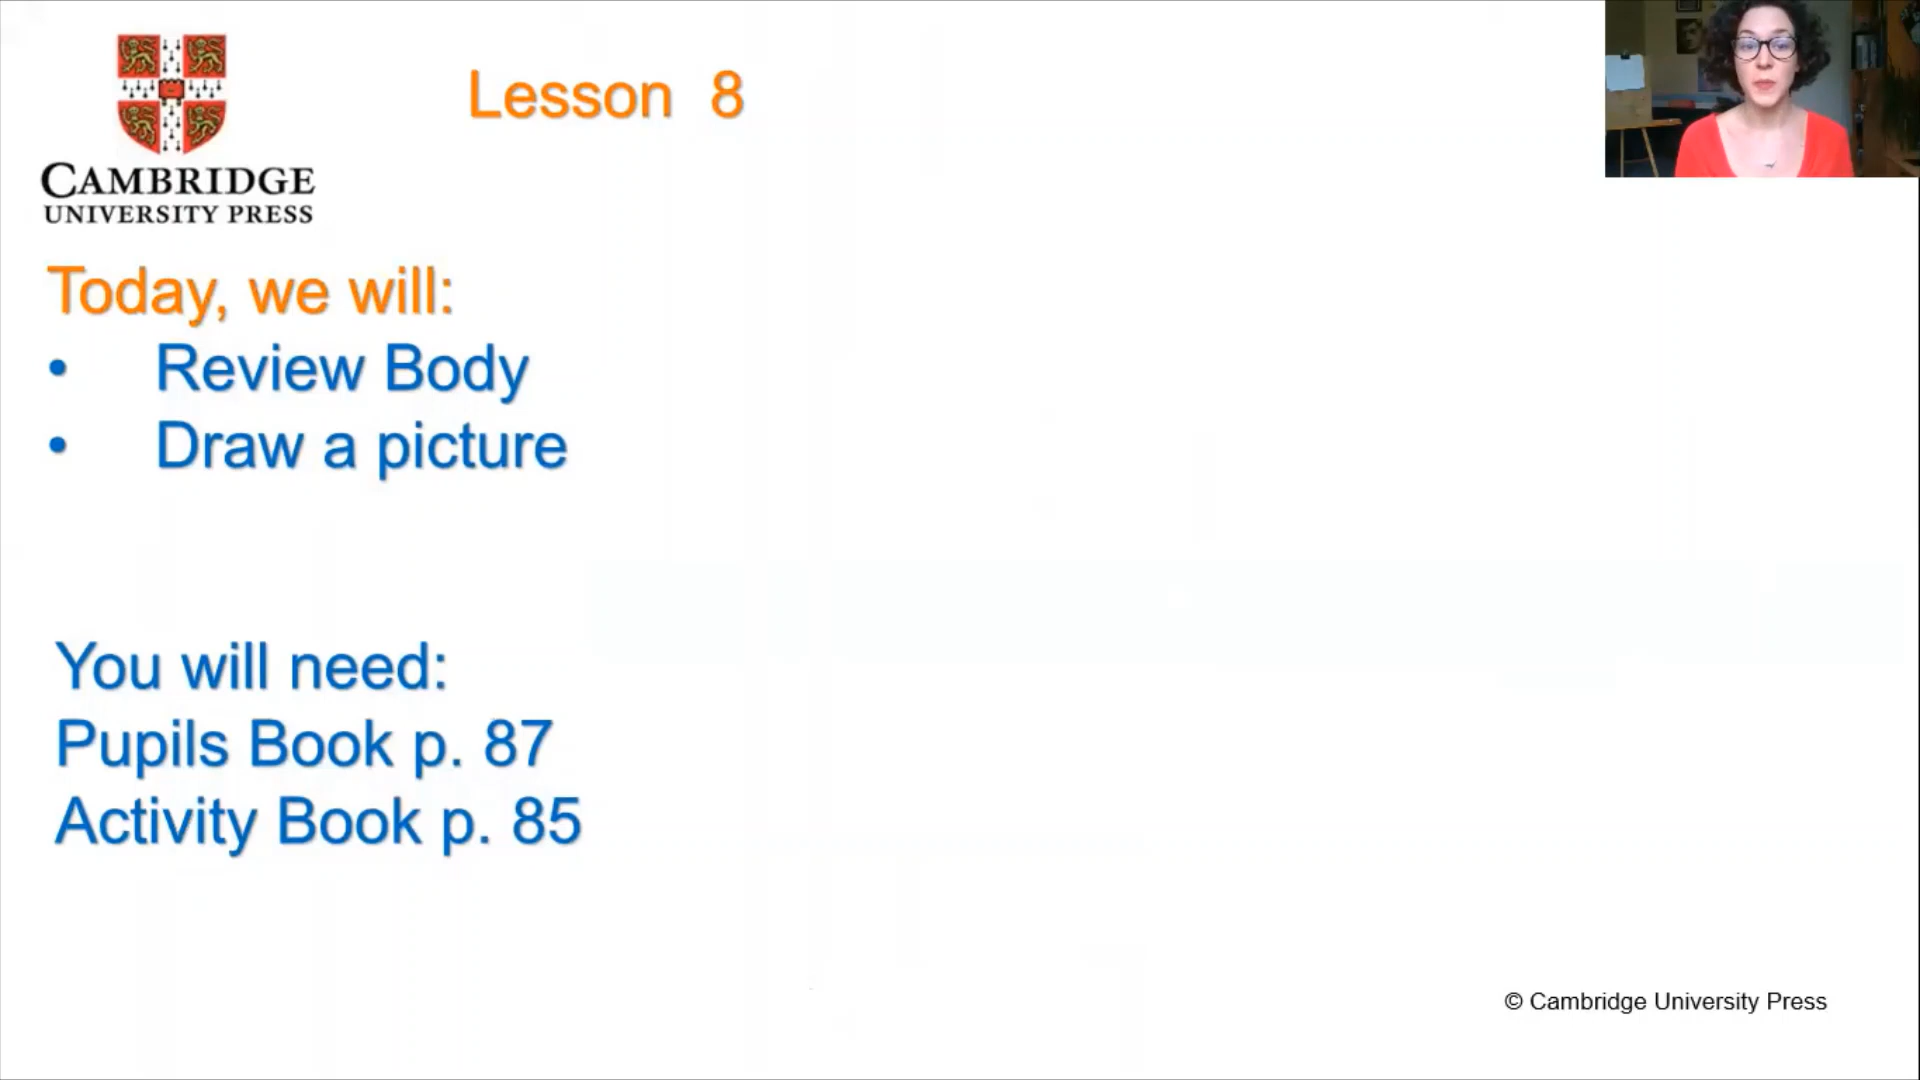 CAMBRIDGE
UNIVERSITY PRESS
Lesson 8
Today, we will:
• Review Body
• Draw a picture
You will need:
Pupils Book p. 87
Activity Book p. 85
© Cambridge University Press